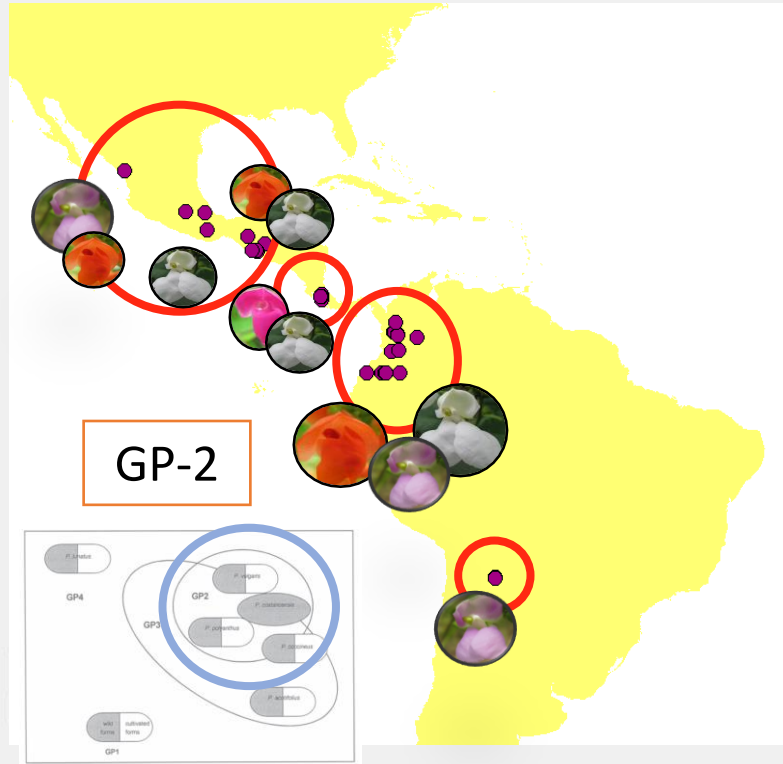 GP-2
P. lunatus
P. vulgaris
GP2
P. costaricensis
GP4
GP3
P. polyanthus
P. coccineus
P. acutifolius
wild cultivated
forms forms
GP1